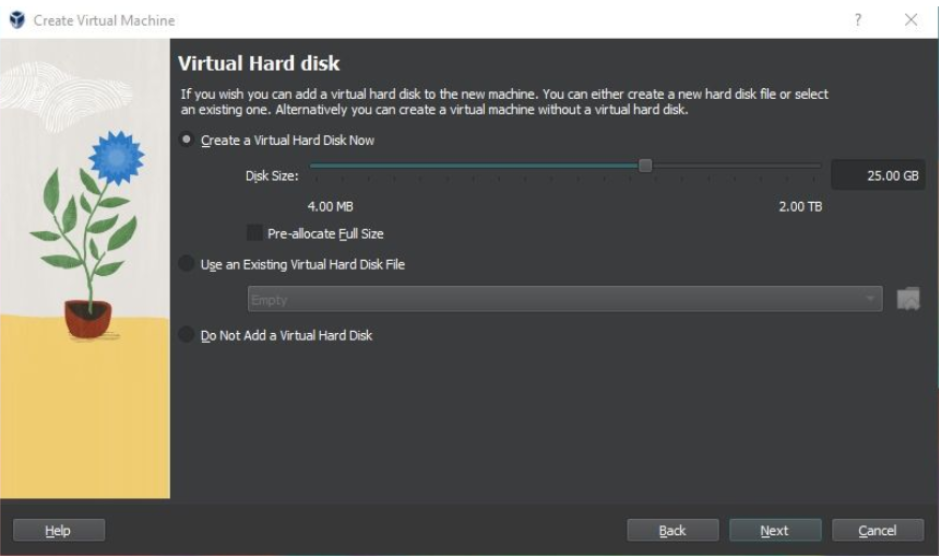 Create Virtual Machine
Virtual Hard disk
If you wish you can add a virtual hard disk to the new machine. You can either create a new hard disk file or select
an existing one. Alternatively you can create a virtual machine without a virtual hard disk.
Create a Virtual Hard Disk Now
Disk Size: 25.00 GB
4.00 MB 2.00 TB
Pre-allocate Full Size
Use an Existing Virtual Hard Disk File
Empty
Do Not Add a Virtual Hard Disk
Help Back Next Cancel